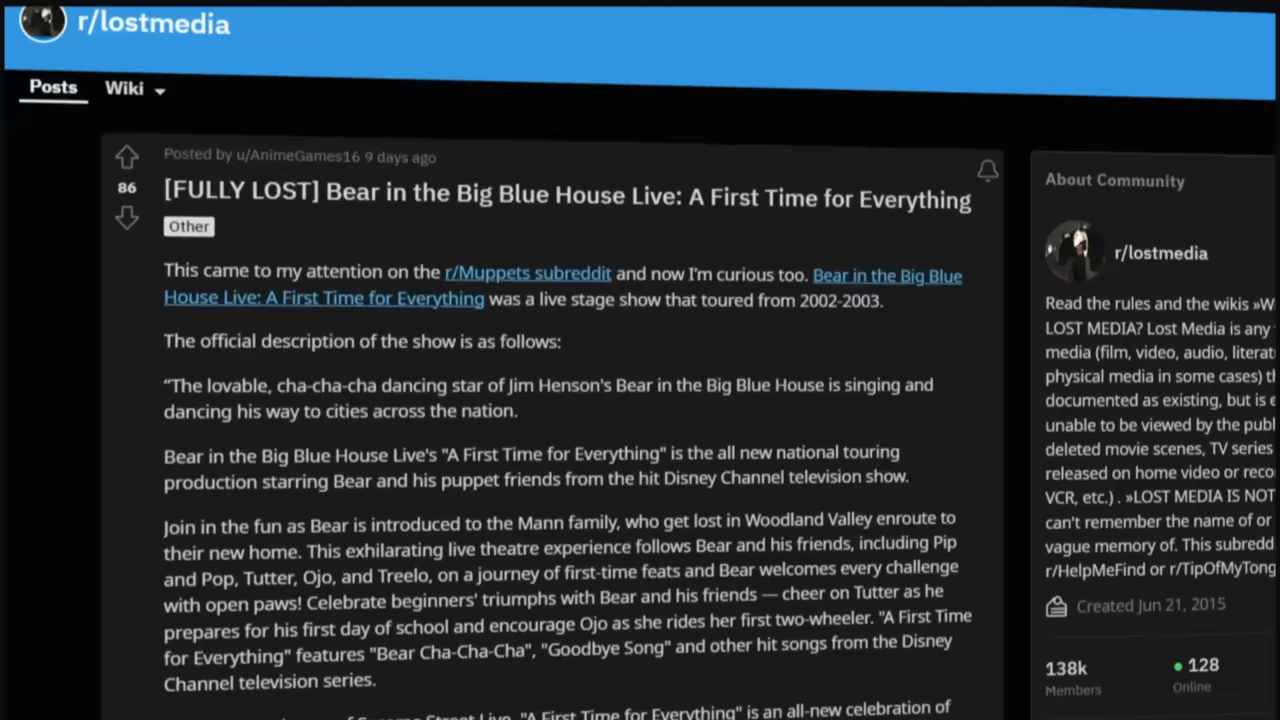 r/lostmedia
Posts Wiki
Posted by u/AnimeGames16 9 days ago
86
[FULLY LOST] Bear in the Big Blue House Live: A First Time for Everything
Other
This came to my attention on the r/Muppets subreddit and now I'm curious too. Bear in the Big Blue
House Live: A First Time for Everything was a live stage show that toured from 2002-2003.
The official description of the show is as follows:
“The lovable, cha-cha-cha dancing star of Jim Henson's Bear in the Big Blue House is singing and
dancing his way to cities across the nation.
Bear in the Big Blue House Live's "A First Time for Everything" is the all new national touring
production starring Bear and his puppet friends from the hit Disney Channel television show.
Join in the fun as Bear is introduced to the Mann family, who get lost in Woodland Valley enroute to
their new home. This exhilarating live theatre experience follows Bear and his friends, including Pip
and Pop, Tutter, Ojo, and Treelo, on a journey of first-time feats and Bear welcomes every challenge
with open paws! Celebrate beginners' triumphs with Bear and his friends — cheer on Tutter as he
prepares for his first day of school and encourage Ojo as she rides her first two-wheeler. "A First Time
for Everything" features "Bear Cha-Cha-Cha", "Goodbye Song" and other hit songs from the Disney
Channel television series.
of Sesame Street Live, "A First Time for Everything" is an all-new celebration of
About Community
r/lostmedia
Read the rules and the wikis »W
LOST MEDIA? Lost Media is any
media (film, video, audio, literat
physical media in some cases) th
documented as existing, but is e
unable to be viewed by the publ
deleted movie scenes, TV series
released on home video or reco
VCR, etc.) . »LOST MEDIA IS NOT
can't remember the name of or
vague memory of. This subredd
r/HelpMeFind or r/TipOfMyTong
Created Jun 21, 2015
138k 128
Members Online